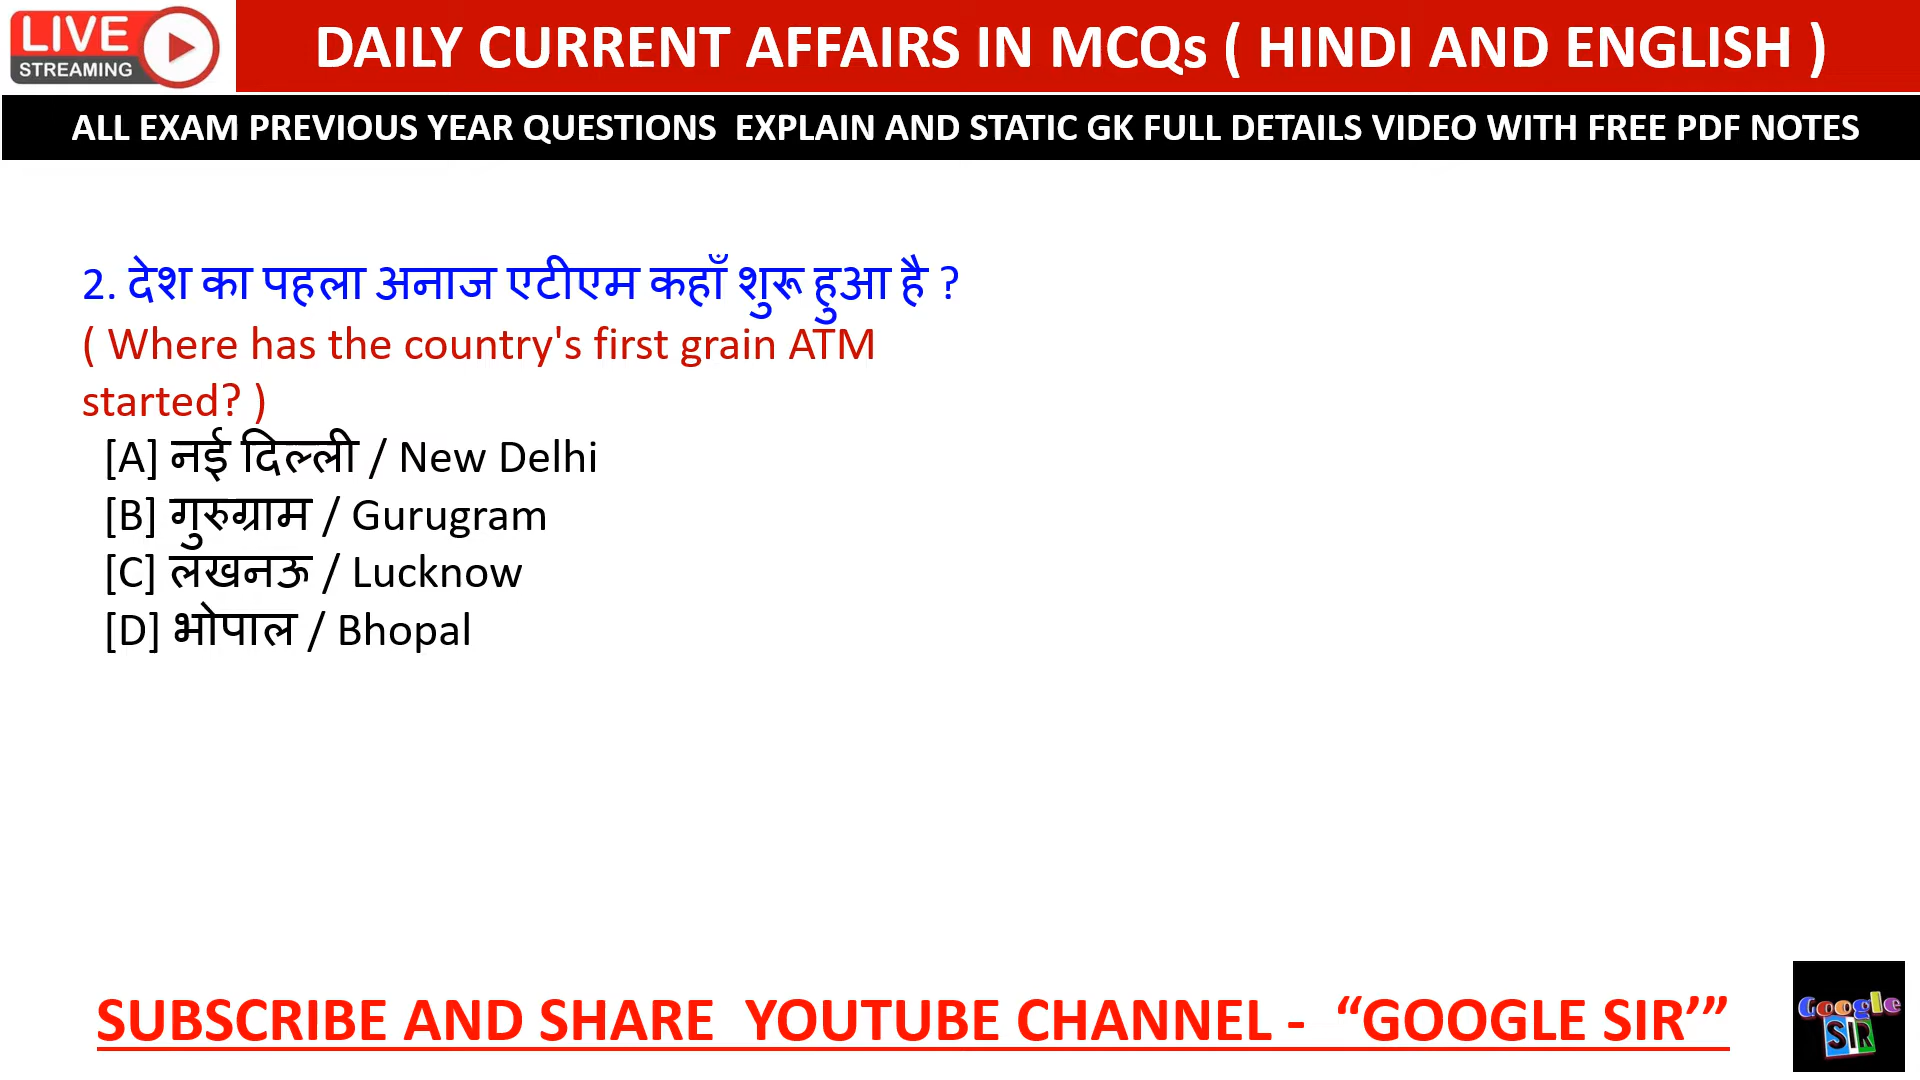 LIVE
STREAMING
DAILY CURRENT AFFAIRS IN MCQs ( HINDI AND ENGLISH )
ALL EXAM PREVIOUS YEAR QUESTIONS  EXPLAIN AND STATIC GK FULL DETAILS VIDEO WITH FREE PDF NOTES
2. देश का पहला अनाज एटीएम कहाँ शुरू हुआ है ?
( Where has the country's first grain ATM
started? )
[A] नई दिल्ली / New Delhi
[B] गुरुग्राम / Gurugram
[C] लखनऊ / Lucknow
[D] भोपाल / Bhopal
SUBSCRIBE AND SHARE  YOUTUBE CHANNEL -  “GOOGLE SIR’”
Google
SIR